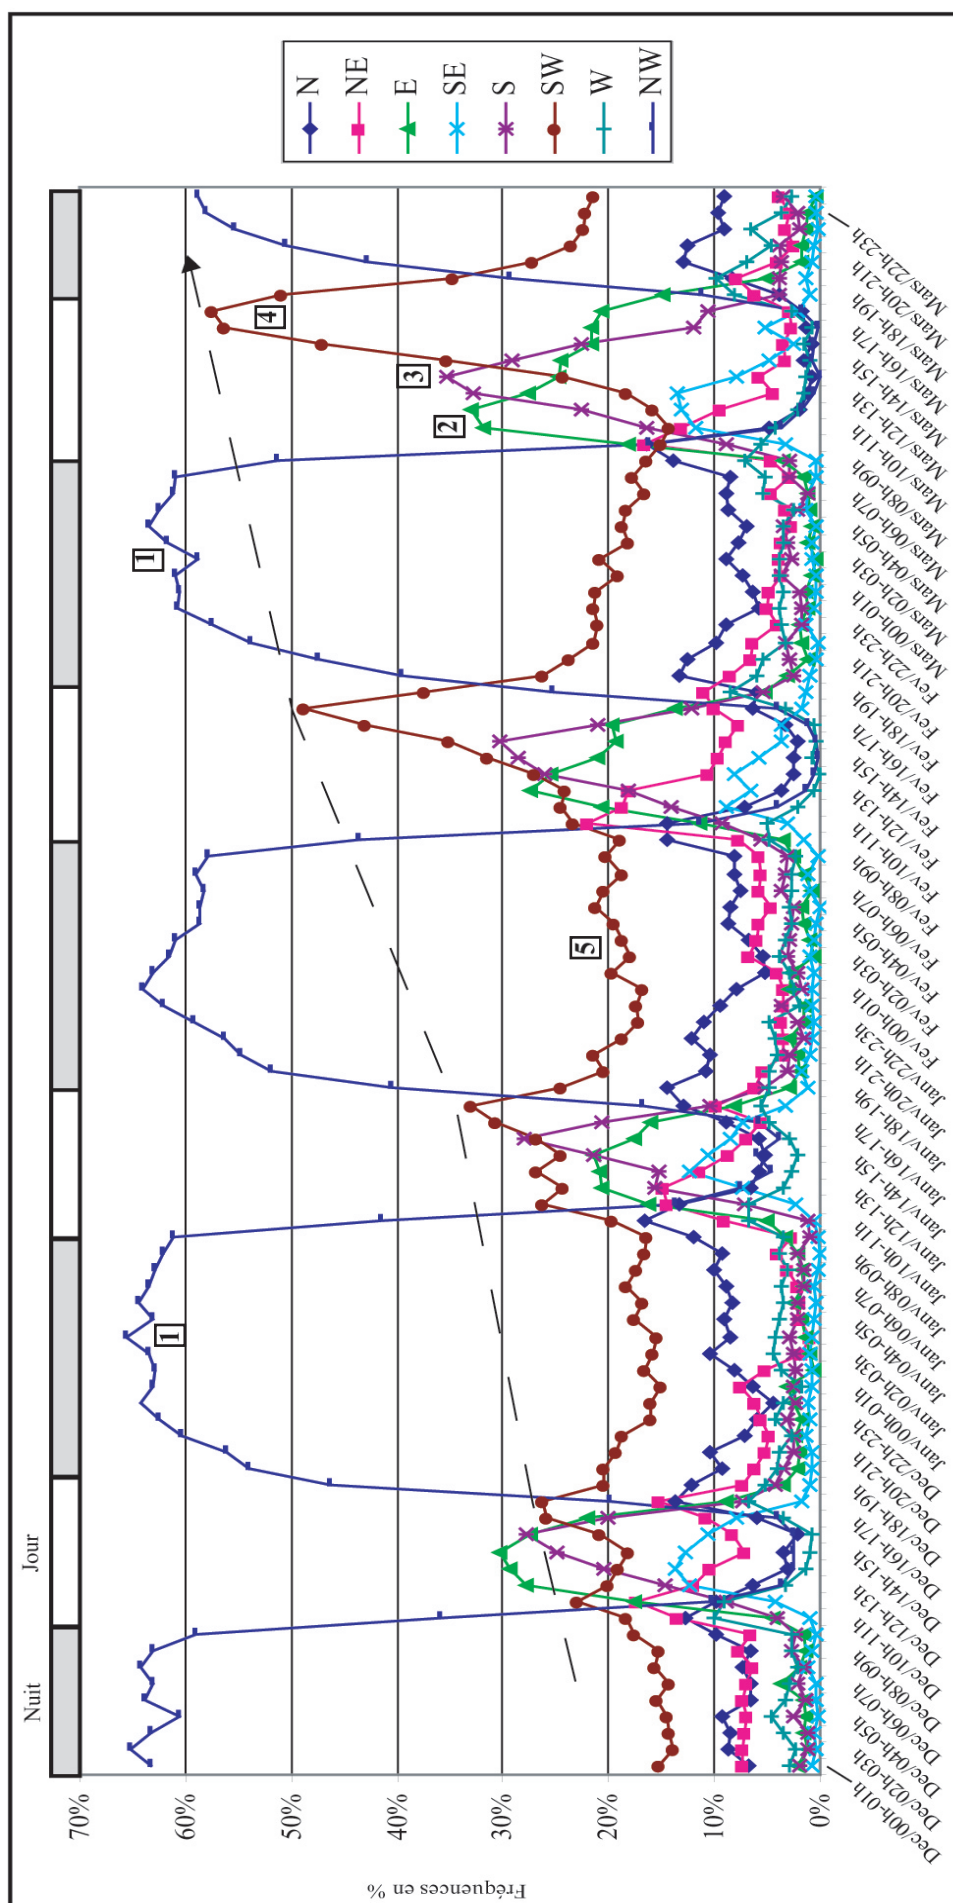 Nuit
Jour
Fréquences en %
70%
60%
50%
40%
30%
20%
10%
0%
1
1
2
3
4
5
N
NE
E
SE
S
SW
W
NW
Dec/00h-01h
Dec/02h-03h
Dec/04h-05h
Dec/06h-07h
Dec/08h-09h
Dec/10h-11h
Dec/12h-13h
Dec/14h-15h
Dec/16h-17h
Dec/18h-19h
Dec/20h-21h
Dec/22h-23h
Janv/00h-01h
Janv/02h-03h
Janv/04h-05h
Janv/06h-07h
Janv/08h-09h
Janv/10h-11h
Janv/12h-13h
Janv/14h-15h
Janv/16h-17h
Janv/18h-19h
Janv/20h-21h
Janv/22h-23h
Fev/00h-01h
Fev/02h-03h
Fev/04h-05h
Fev/06h-07h
Fev/08h-09h
Fev/10h-11h
Fev/12h-13h
Fev/14h-15h
Fev/16h-17h
Fev/18h-19h
Fev/20h-21h
Fev/22h-23h
Mars/00h-01h
Mars/02h-03h
Mars/04h-05h
Mars/06h-07h
Mars/08h-09h
Mars/10h-11h
Mars/12h-13h
Mars/14h-15h
Mars/16h-17h
Mars/18h-19h
Mars/20h-21h
Mars/22h-23h